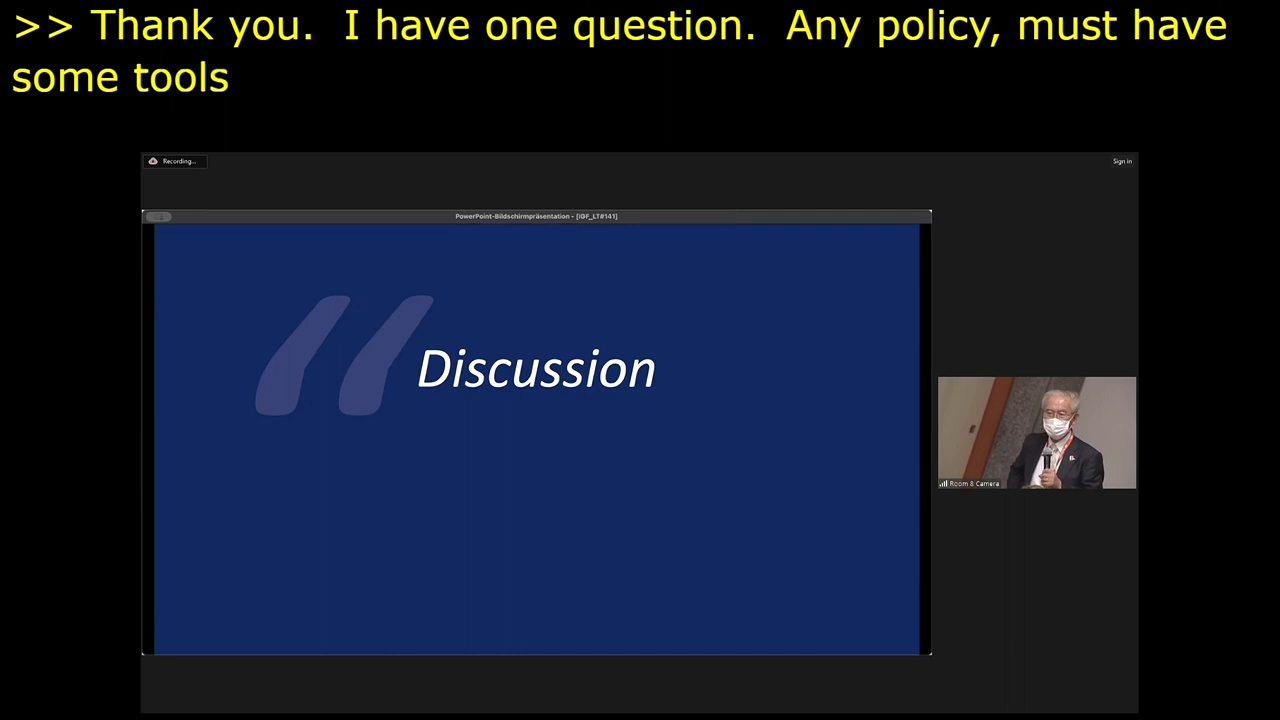 >> Thank you.  I have one question.  Any policy, must have
some tools
Recording...
Sign in
PowerPoint-Bildschirmpräsentation - [IGF_LT#141]
Discussion
Room 8 Camera